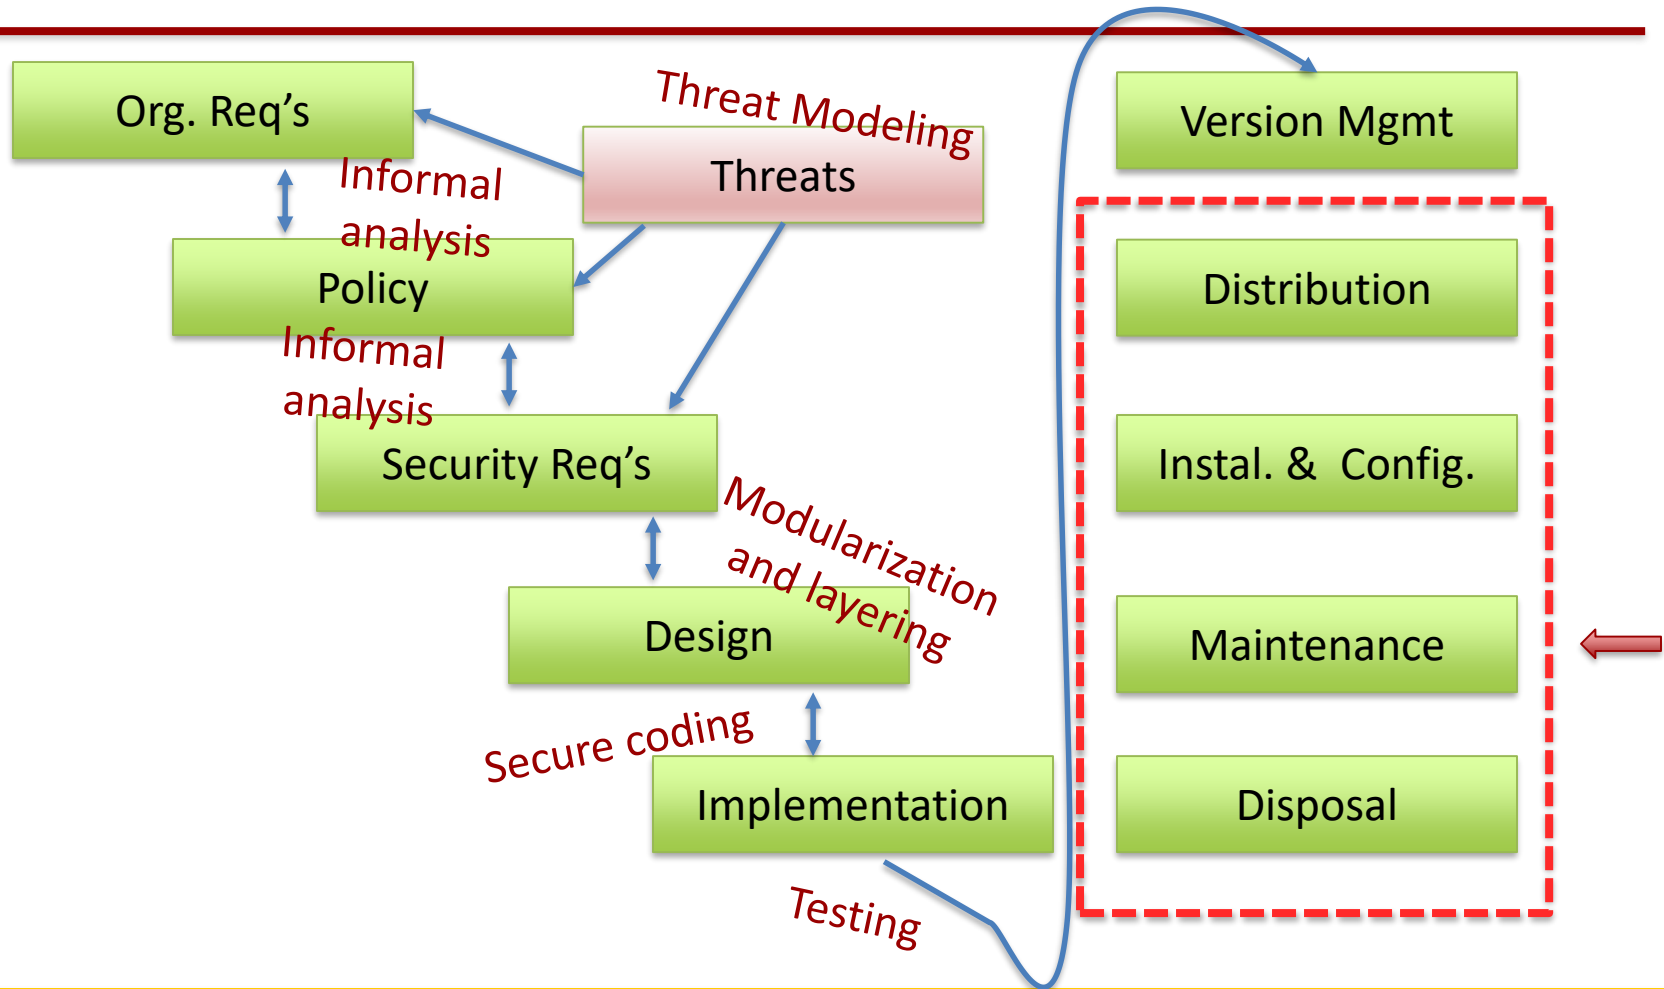 Org. Req’s
Threat Modeling
Threats
Version Mgmt
Informal
analysis
Policy
Distribution
Informal
analysis
Security Req’s
Instal. &  Config.
Modularization
and layering
Design
Maintenance
Secure coding
Implementation
Disposal
Testing